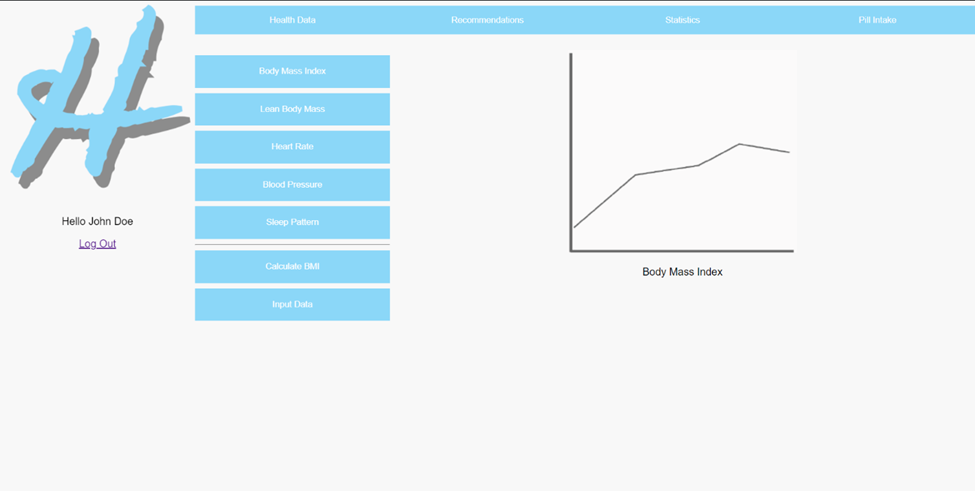 H
Health Data
Recommendations
Statistics
Pill Intake
Body Mass Index
Lean Body Mass
Heart Rate
Blood Pressure
Sleep Pattern
Calculate BMI
Input Data
Hello John Doe
Log Out
Body Mass Index